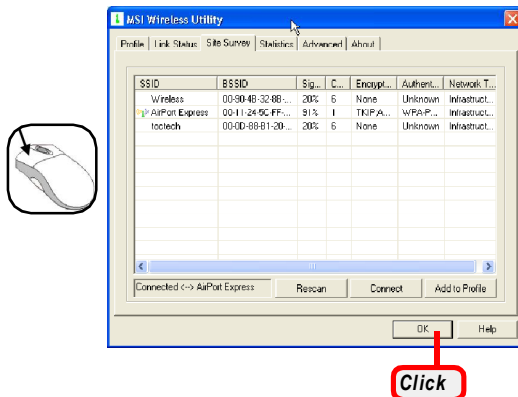 MSI Wireless Utility
Profile Link Status Site Survey Statistics Advanced About
SSID BSSID Sig... C... Encrypt... Authent... Network T...
Wireless 00-90-4B-32-8B-... 20% 6 None Unknown Infrastruct...
AirPort Express 00-11-24-5C-FF-... 91% 1 TKIP,A... WPA-P... Infrastruct...
toctech 00-0D-88-B1-20-... 20% 6 None Unknown Infrastruct...
Connected <--> AirPort Express Rescan Connect Add to Profile
OK Help
Click